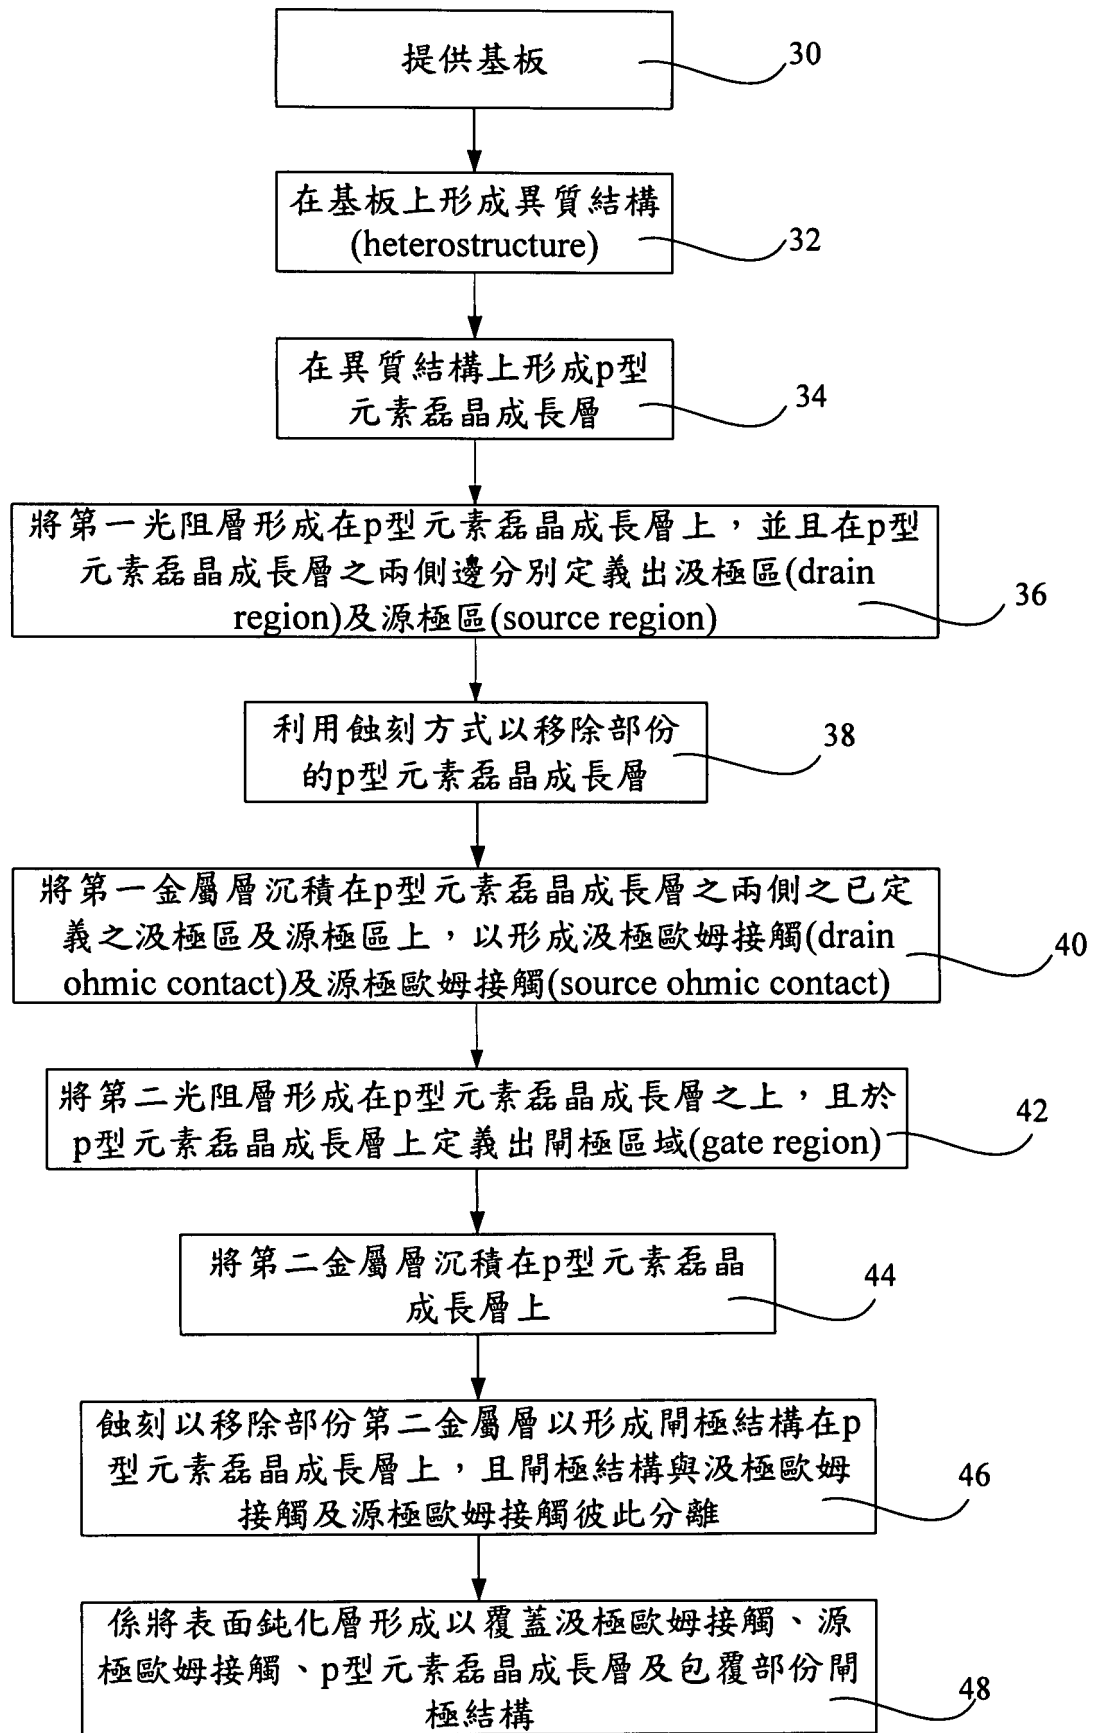 提供基板
30
在基板上形成異質結構
(heterostructure)
32
在異質結構上形成p型
元素磊晶成長層
34
將第一光阻層形成在p型元素磊晶成長層上，並且在p型
元素磊晶成長層之兩側邊分別定義出汲極區(drain
region)及源極區(source region)
36
利用蝕刻方式以移除部份
的p型元素磊晶成長層
38
將第一金屬層沉積在p型元素磊晶成長層之兩側之已定
義之汲極區及源極區上，以形成汲極歐姆接觸(drain
ohmic contact)及源極歐姆接觸(source ohmic contact)
40
將第二光阻層形成在p型元素磊晶成長層之上，且於
p型元素磊晶成長層上定義出閘極區域(gate region)
42
將第二金屬層沉積在p型元素磊晶
成長層上
44
蝕刻以移除部份第二金屬層以形成閘極結構在p
型元素磊晶成長層上，且閘極結構與汲極歐姆
接觸及源極歐姆接觸彼此分離
46
係將表面鈍化層形成以覆蓋汲極歐姆接觸、源
極歐姆接觸、p型元素磊晶成長層及包覆部份閘
極結構
48